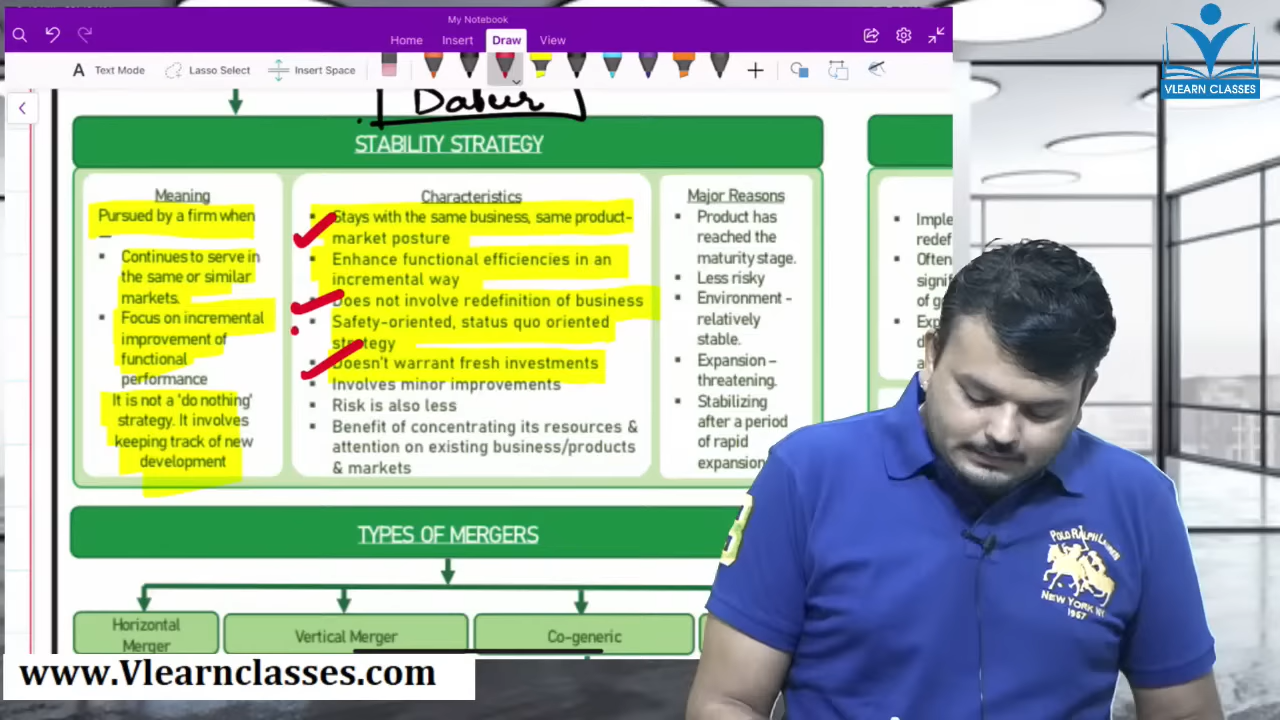 My Notebook
Home Insert Draw View
Text Mode Lasso Select Insert Space
VLEARN CLASSES
[Dabur]
STABILITY STRATEGY
Meaning
Pursued by a firm when
–
▪ Continues to serve in
the same or similar
markets.
▪ Focus on incremental
improvement of
functional
performance
It is not a 'do nothing'
strategy. It involves
keeping track of new
development
Characteristics
▪ Stays with the same business, same product-
market posture
▪ Enhance functional efficiencies in an
incremental way
▪ Does not involve redefinition of business
▪ Safety-oriented, status quo oriented
strategy
▪ Doesn't warrant fresh investments
▪ Involves minor improvements
▪ Risk is also less
▪ Benefit of concentrating its resources &
attention on existing business/products
& markets
Major Reasons
▪ Product has
reached the
maturity stage.
▪ Less risky
▪ Environment -
relatively
stable.
▪ Expansion –
threatening.
▪ Stabilizing
after a period
of rapid
expansion
▪ Imple
redef
▪ Often
signif
of g
▪ Exp
TYPES OF MERGERS
Horizontal
Merger
Vertical Merger
Co-generic
POLO RALPH LAUREN
NEW YORK NY
1967
www.Vlearnclasses.com